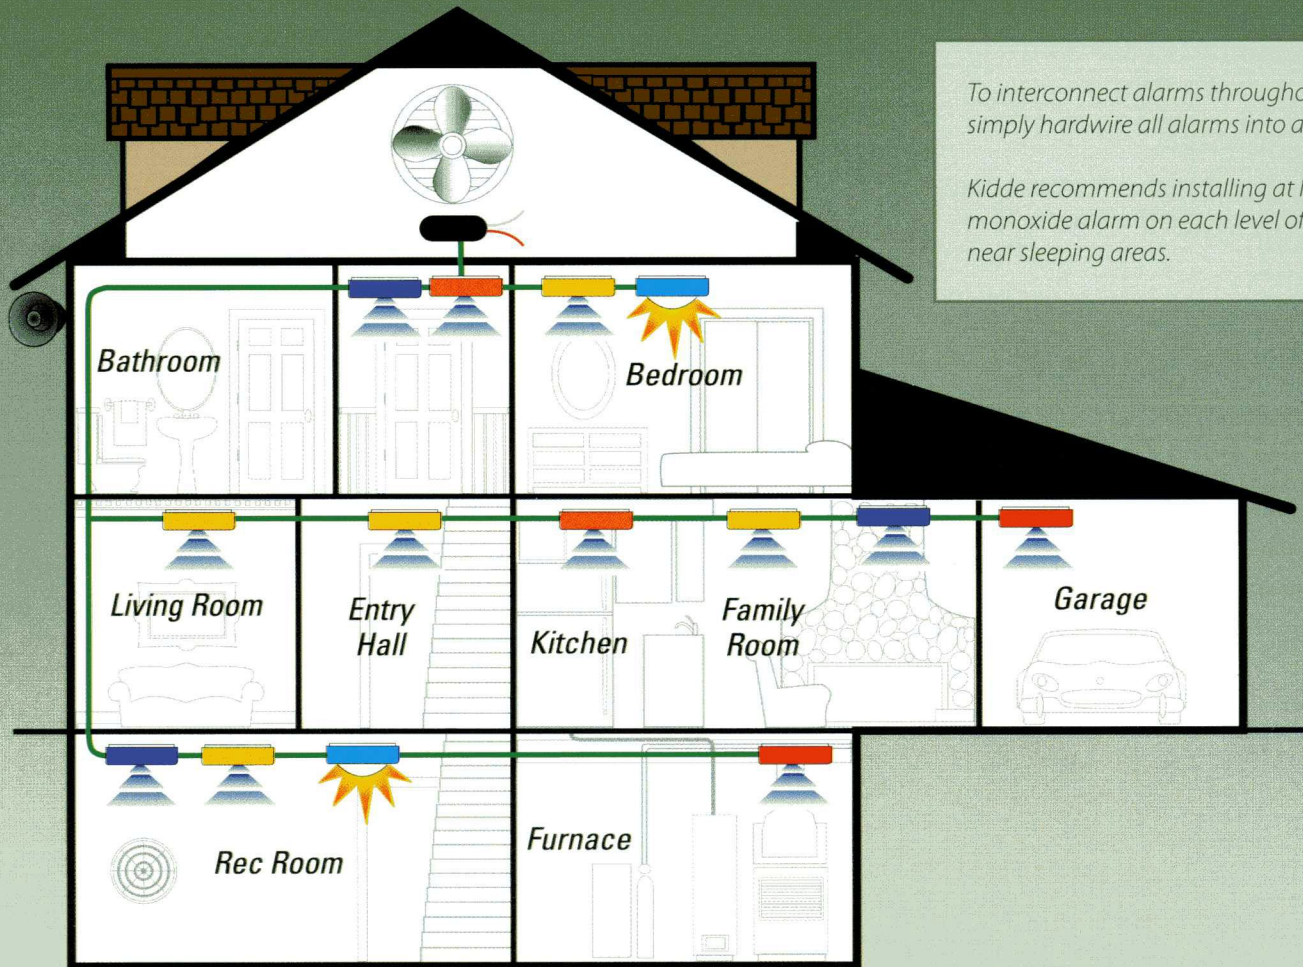 To interconnect alarms
simply hardwire all alarms into
Kidde recommends installing at
monoxide alarm on each level of
near sleeping areas.
Bathroom
Bedroom
Living Room
Entry
Hall
Kitchen
Family
Room
Garage
Rec Room
Furnace